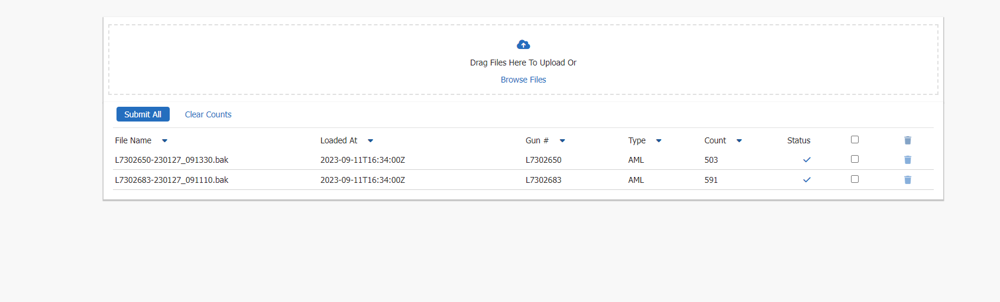 Drag Files Here To Upload Or
Browse Files
Submit All Clear Counts
File Name Loaded At Gun # Type Count Status
L7302650-230127_091330.bak 2023-09-11T16:34:00Z L7302650 AML 503
L7302683-230127_091110.bak 2023-09-11T16:34:00Z L7302683 AML 591